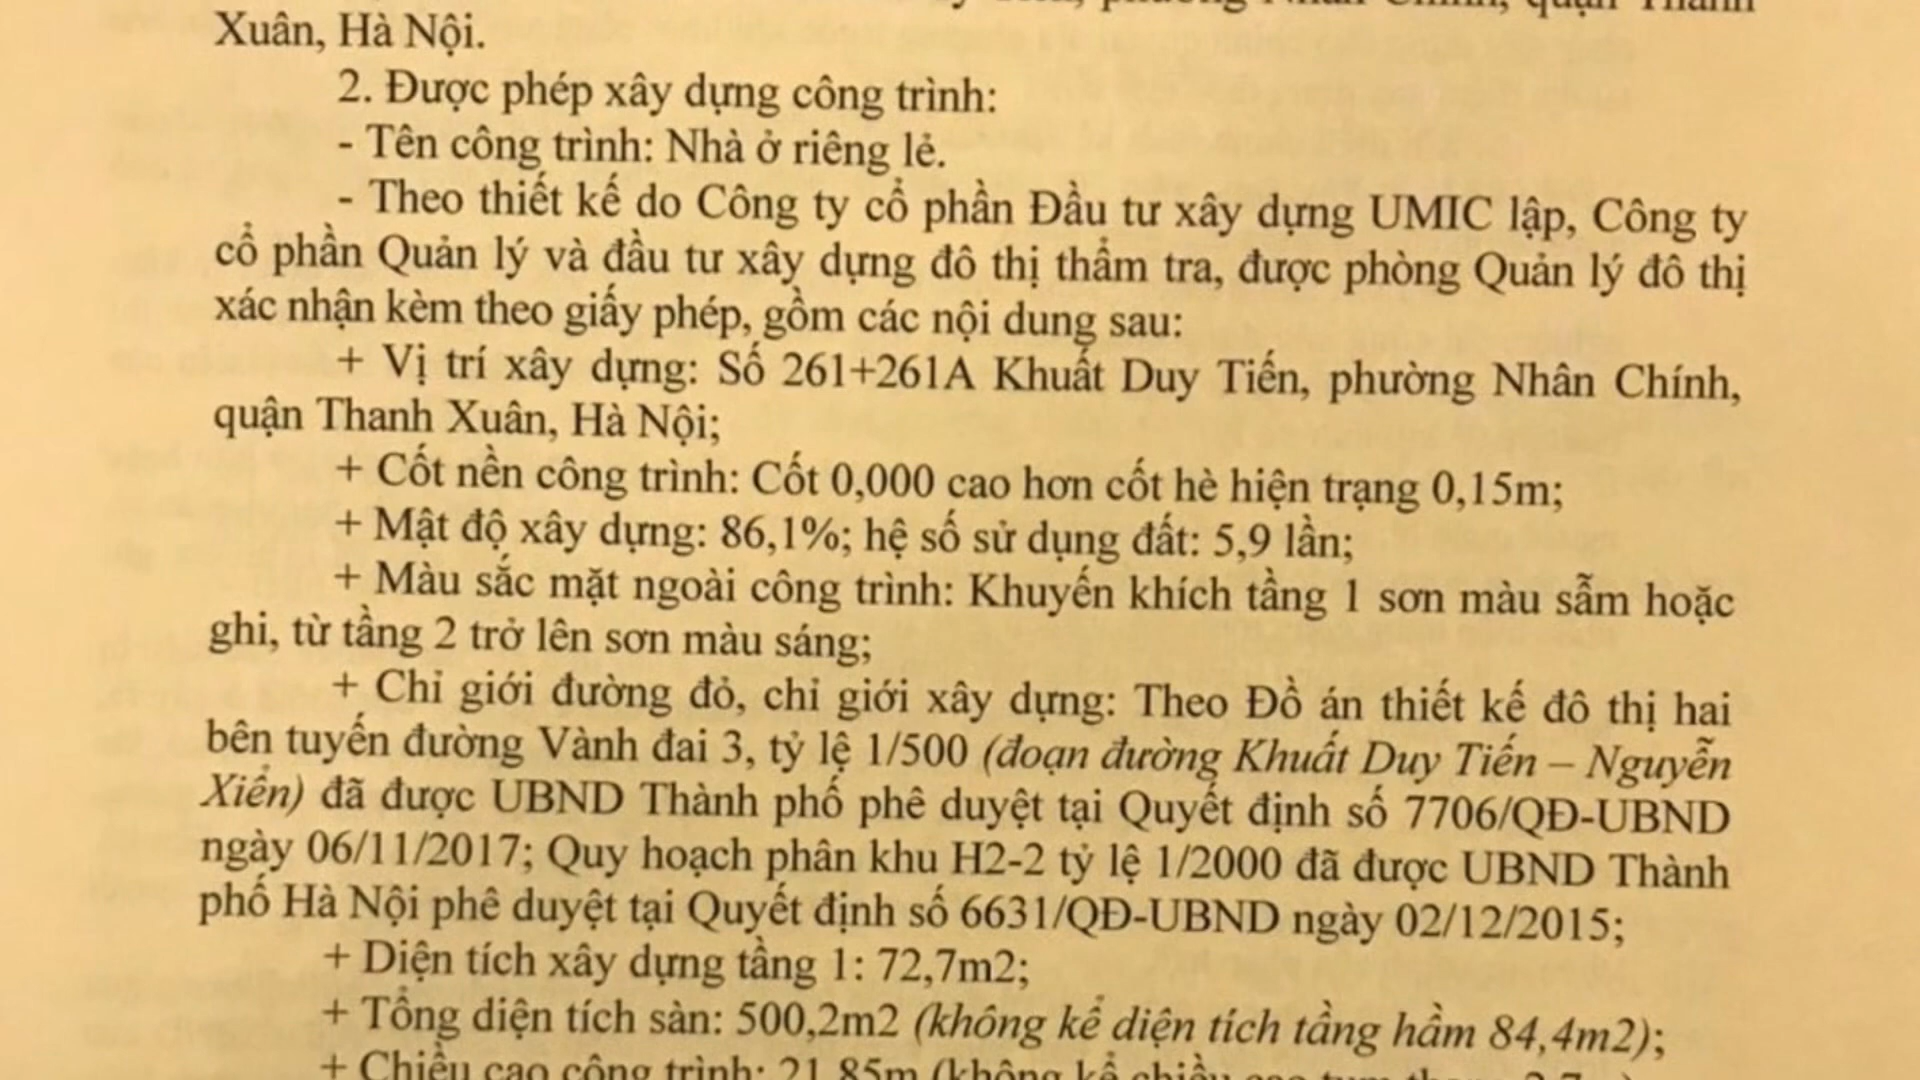 Xuân, Hà Nội.
2. Được phép xây dựng công trình:
- Tên công trình: Nhà ở riêng lẻ.
- Theo thiết kế do Công ty cổ phần Đầu tư xây dựng UMIC lập, Công ty
cổ phần Quản lý và đầu tư xây dựng đô thị thẩm tra, được phòng Quản lý đô thị
xác nhận kèm theo giấy phép, gồm các nội dung sau:
+ Vị trí xây dựng: Số 261+261A Khuất Duy Tiến, phường Nhân Chính,
quận Thanh Xuân, Hà Nội;
+ Cốt nền công trình: Cốt 0,000 cao hơn cốt hè hiện trạng 0,15m;
+ Mật độ xây dựng: 86,1%; hệ số sử dụng đất: 5,9 lần;
+ Màu sắc mặt ngoài công trình: Khuyến khích tầng 1 sơn màu sẫm hoặc
ghi, từ tầng 2 trở lên sơn màu sáng;
+ Chỉ giới đường đỏ, chỉ giới xây dựng: Theo Đồ án thiết kế đô thị hai
bên tuyến đường Vành đai 3, tỷ lệ 1/500 (đoạn đường Khuất Duy Tiến – Nguyễn
Xiển) đã được UBND Thành phố phê duyệt tại Quyết định số 7706/QĐ-UBND
ngày 06/11/2017; Quy hoạch phân khu H2-2 tỷ lệ 1/2000 đã được UBND Thành
phố Hà Nội phê duyệt tại Quyết định số 6631/QĐ-UBND ngày 02/12/2015;
+ Diện tích xây dựng tầng 1: 72,7m2;
+ Tổng diện tích sàn: 500,2m2 (không kể diện tích tầng hầm 84,4m2);
+ Chiều cao công trình: 21,85m (không kể chiều cao tum thang